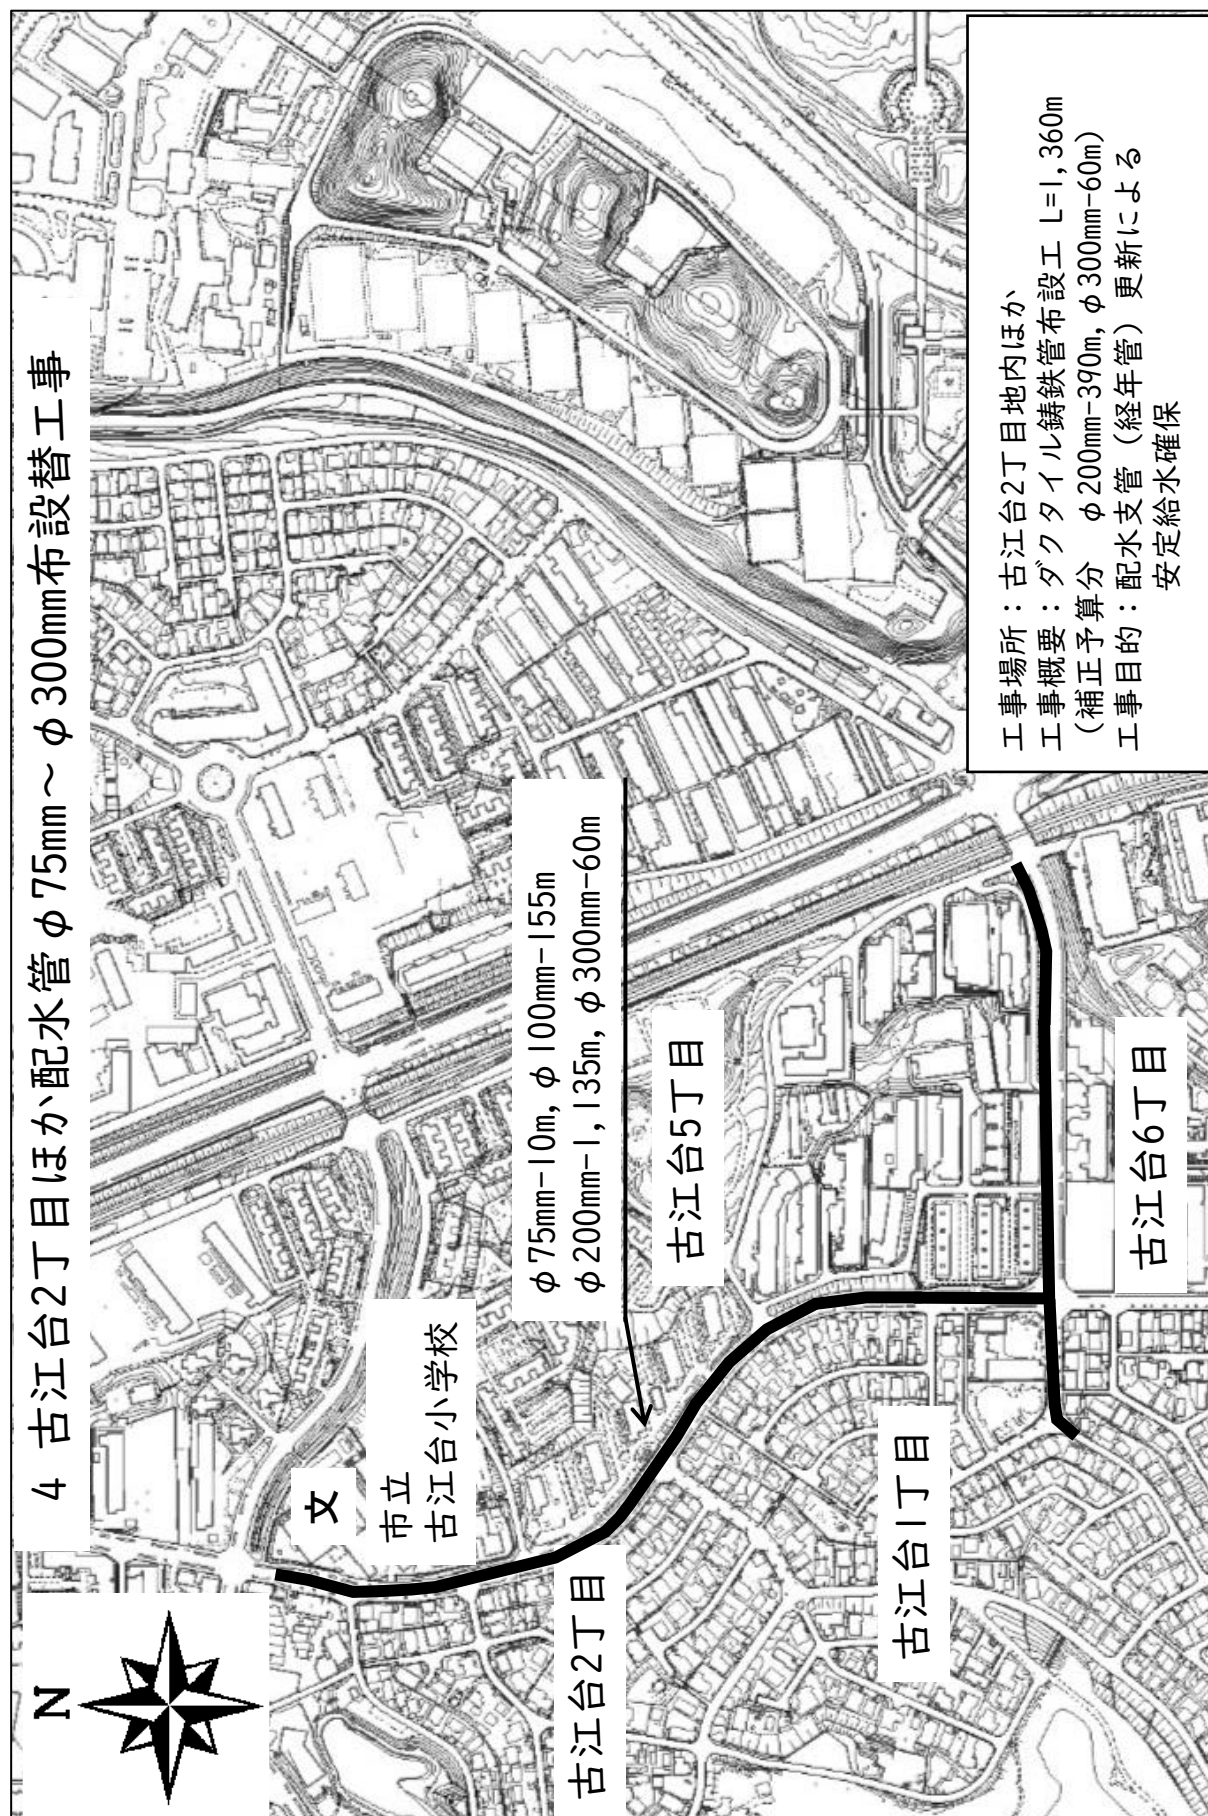 4 古江台2丁目ほか配水管φ75mm～φ300mm布設替工事
N
文
市立
古江台小学校
φ75mm-10m, φ100mm-155m
φ200mm-1,135m, φ300mm-60m
古江台5丁目
古江台2丁目
古江台1丁目
古江台6丁目
工事場所：古江台2丁目地内ほか
工事概要：ダクタイル鋳鉄管布設工 L=1,360m
（補正予算分 φ200mm-390m, φ300mm-60m）
工事目的：配水支管（経年管）更新による
安定給水確保